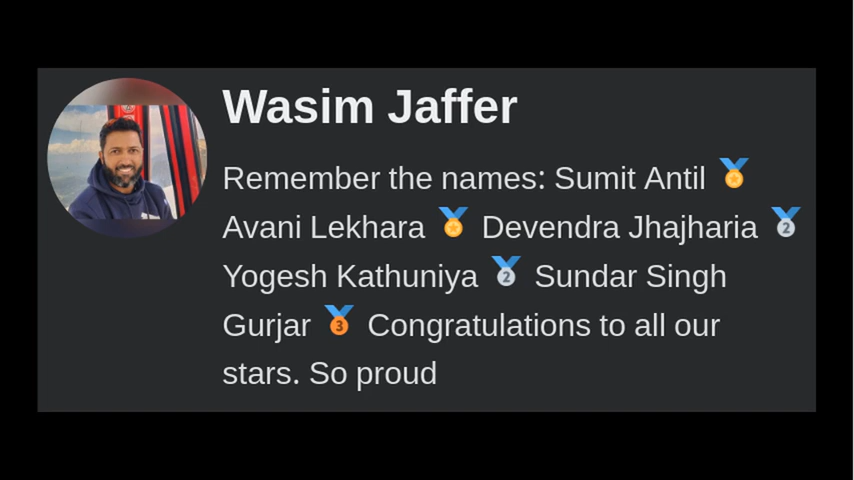 Wasim Jaffer
Remember the names: Sumit Antil 🏅
Avani Lekhara 🏅 Devendra Jhajharia 🥈
Yogesh Kathuniya 🥈 Sundar Singh
Gurjar 🥉 Congratulations to all our
stars. So proud